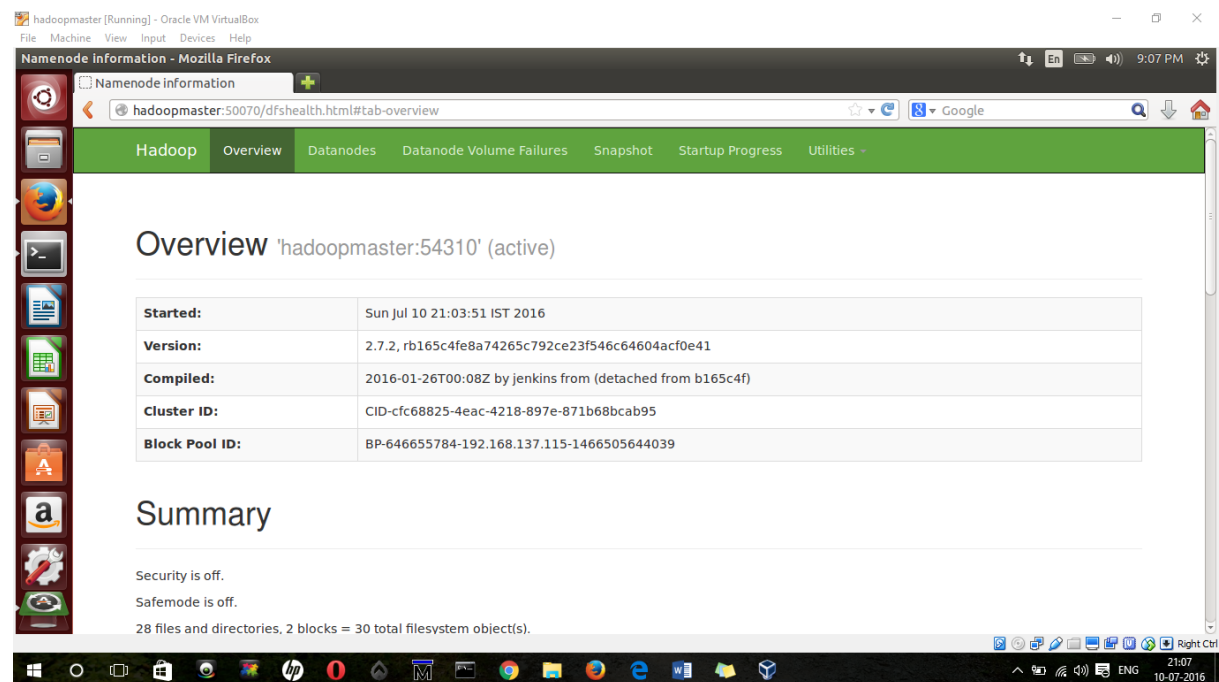 hadoopmaster [Running] - Oracle VM VirtualBox
File Machine View Input Devices Help
Namenode information - Mozilla Firefox En 9:07 PM
Namenode information
hadoopmaster:50070/dfshealth.html#tab-overview Google
Hadoop Overview Datanodes Datanode Volume Failures Snapshot Startup Progress Utilities
Overview 'hadoopmaster:54310' (active)
Started: Sun Jul 10 21:03:51 IST 2016
Version: 2.7.2, rb165c4fe8a74265c792ce23f546c64604acf0e41
Compiled: 2016-01-26T00:08Z by jenkins from (detached from b165c4f)
Cluster ID: CID-cfc68825-4eac-4218-897e-871b68bcab95
Block Pool ID: BP-646655784-192.168.137.115-1466505644039
Summary
Security is off.
Safemode is off.
28 files and directories, 2 blocks = 30 total filesystem object(s).
Right Ctrl
ENG 21:07
10-07-2016